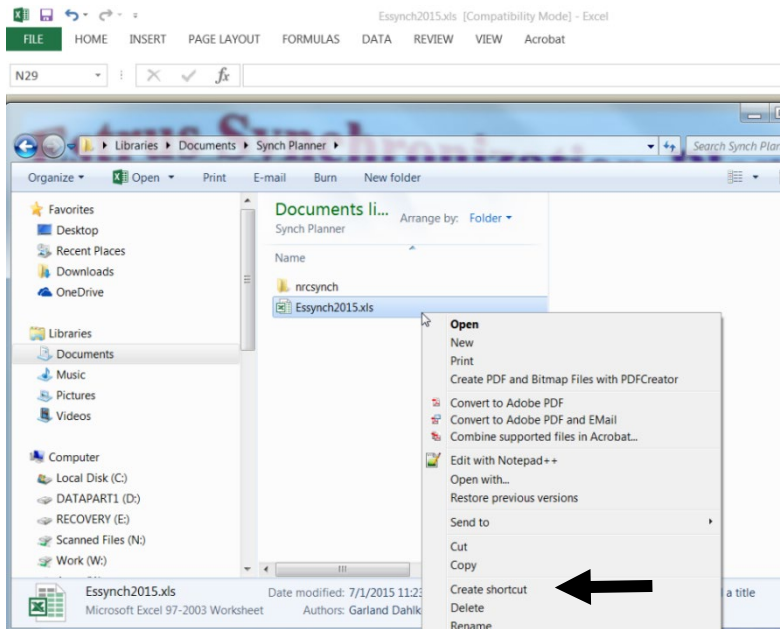 Essynch2015.xls [Compatibility Mode] - Excel
FILE HOME INSERT PAGE LAYOUT FORMULAS DATA REVIEW VIEW Acrobat
N29 fx
Libraries Documents Synch Planner Search Synch Plan
Organize Open Print E-mail Burn New folder
Favorites
Desktop
Recent Places
Downloads
OneDrive
Libraries
Documents
Music
Pictures
Videos
Computer
Local Disk (C:)
DATAPART1 (D:)
RECOVERY (E:)
Scanned Files (N:)
Work (W:)
Documents li...
Arrange by: Folder
Synch Planner
Name
nrcsynch
Essynch2015.xls
Open
New
Print
Create PDF and Bitmap Files with PDFCreator
Convert to Adobe PDF
Convert to Adobe PDF and EMail
Combine supported files in Acrobat...
Edit with Notepad++
Open with...
Restore previous versions
Send to
Cut
Copy
Create shortcut
Delete
Rename
Essynch2015.xls Date modified: 7/1/2015 11:23 a title
Microsoft Excel 97-2003 Worksheet Authors: Garland Dahlk